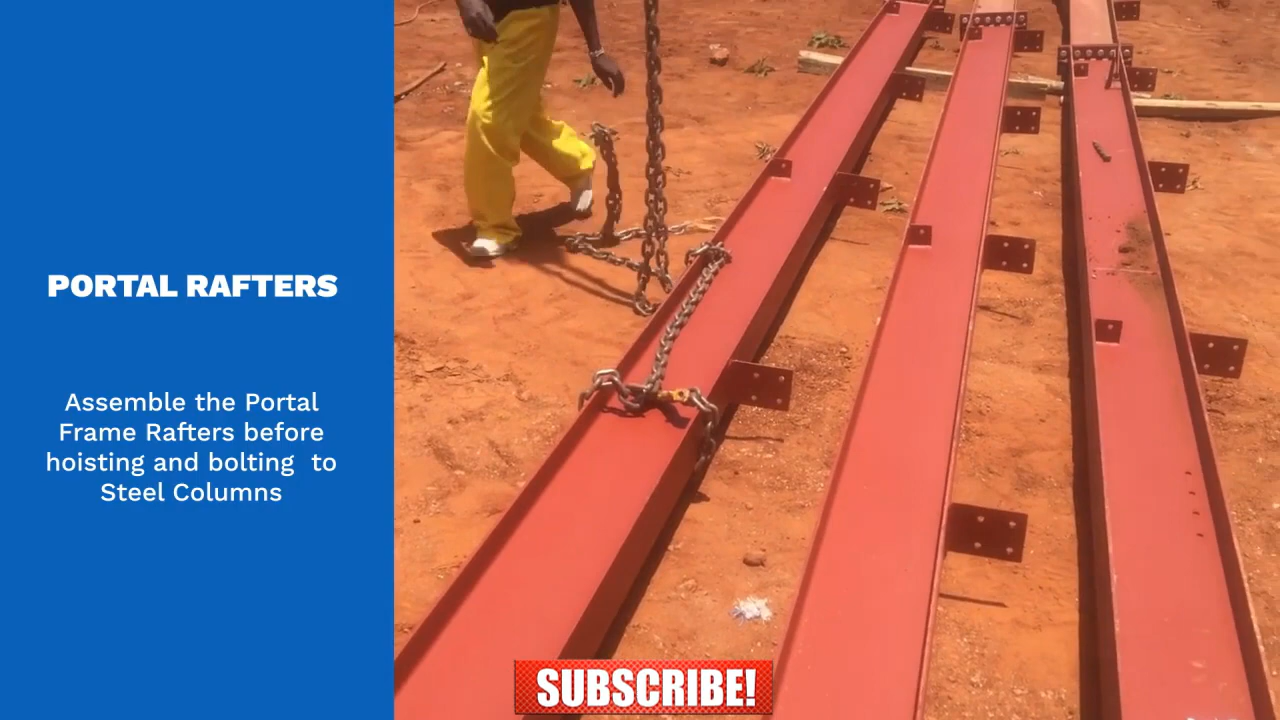 PORTAL RAFTERS
Assemble the Portal
Frame Rafters before
hoisting and bolting  to
Steel Columns
SUBSCRIBE!